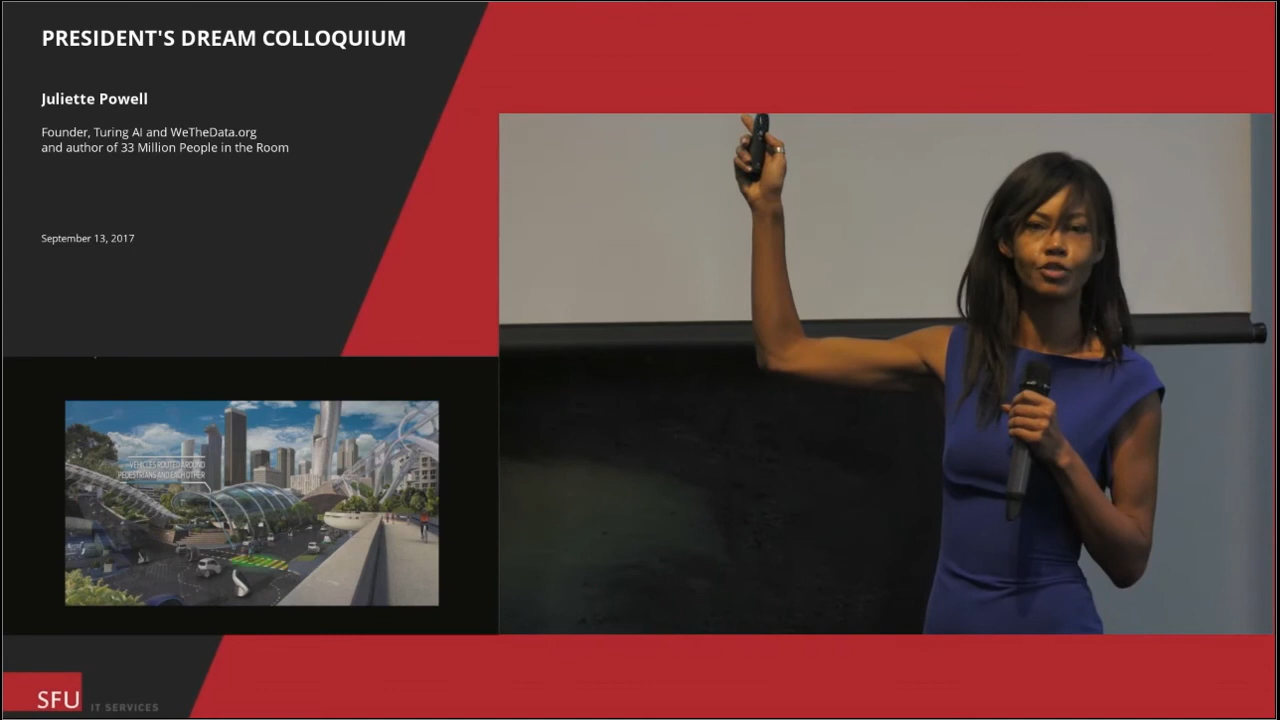 PRESIDENT'S DREAM COLLOQUIUM
Juliette Powell
Founder, Turing AI and WeTheData.org
and author of 33 Million People in the Room
September 13, 2017
VEHICLES ROUTED AROUND
PEDESTRIANS AND EACH OTHER
SFU
IT SERVICES